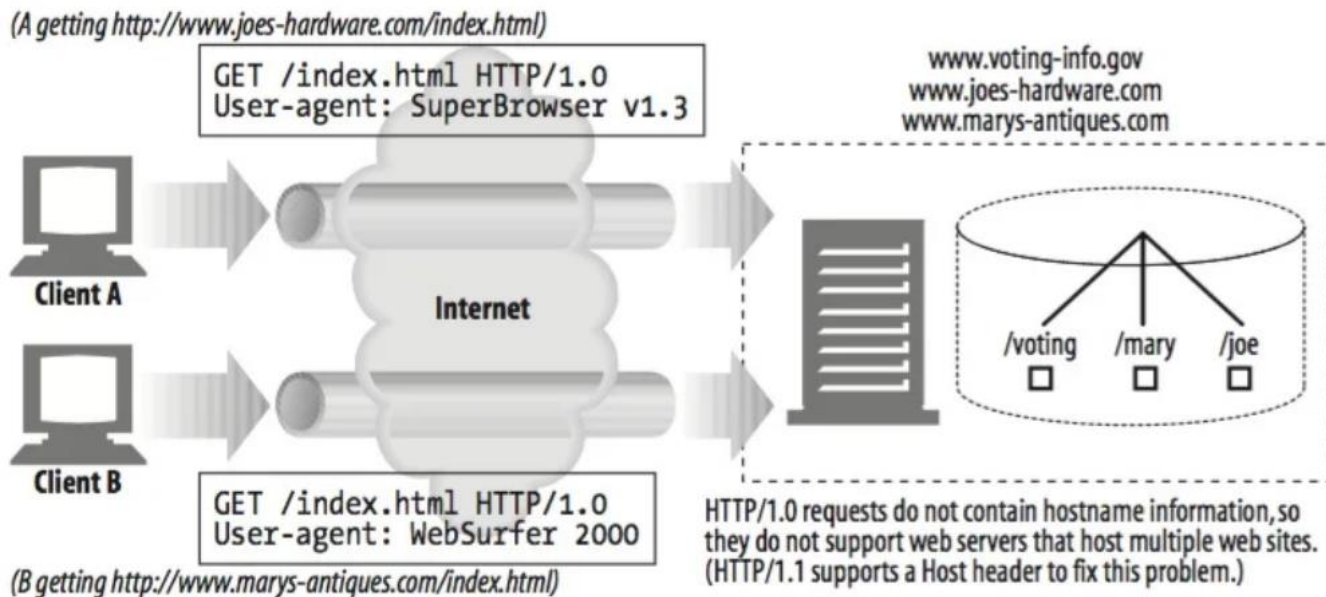 (A getting http://www.joes-hardware.com/index.html)
GET /index.html HTTP/1.0
User-agent: SuperBrowser v1.3
www.voting-info.gov
www.joes-hardware.com
www.marys-antiques.com
Client A
Internet
/voting /mary /joe
Client B
GET /index.html HTTP/1.0
User-agent: WebSurfer 2000
(B getting http://www.marys-antiques.com/index.html)
HTTP/1.0 requests do not contain hostname information, so
they do not support web servers that host multiple web sites.
(HTTP/1.1 supports a Host header to fix this problem.)